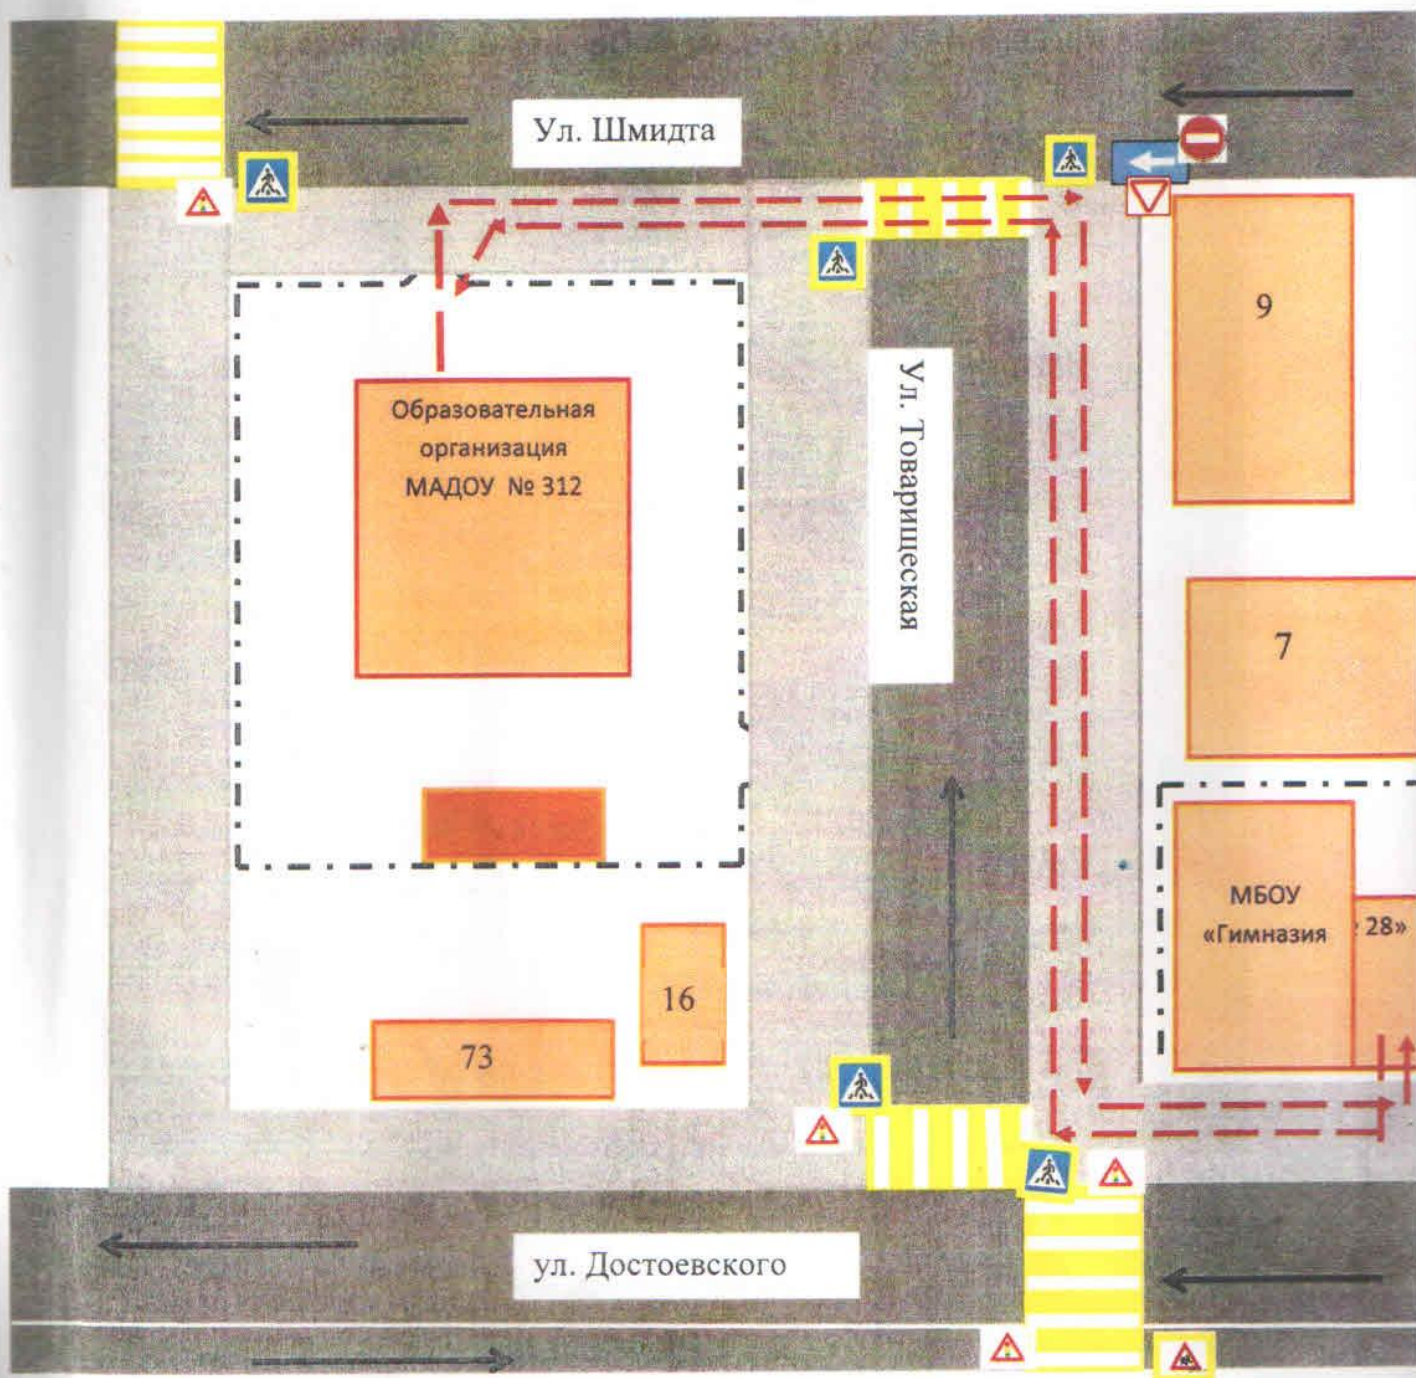 Ул. Шмидта
9
Образовательная
организация
МАДОУ № 312
Ул. Товарищеская
7
МБОУ
«Гимназия
28»
16
73
ул. Достоевского